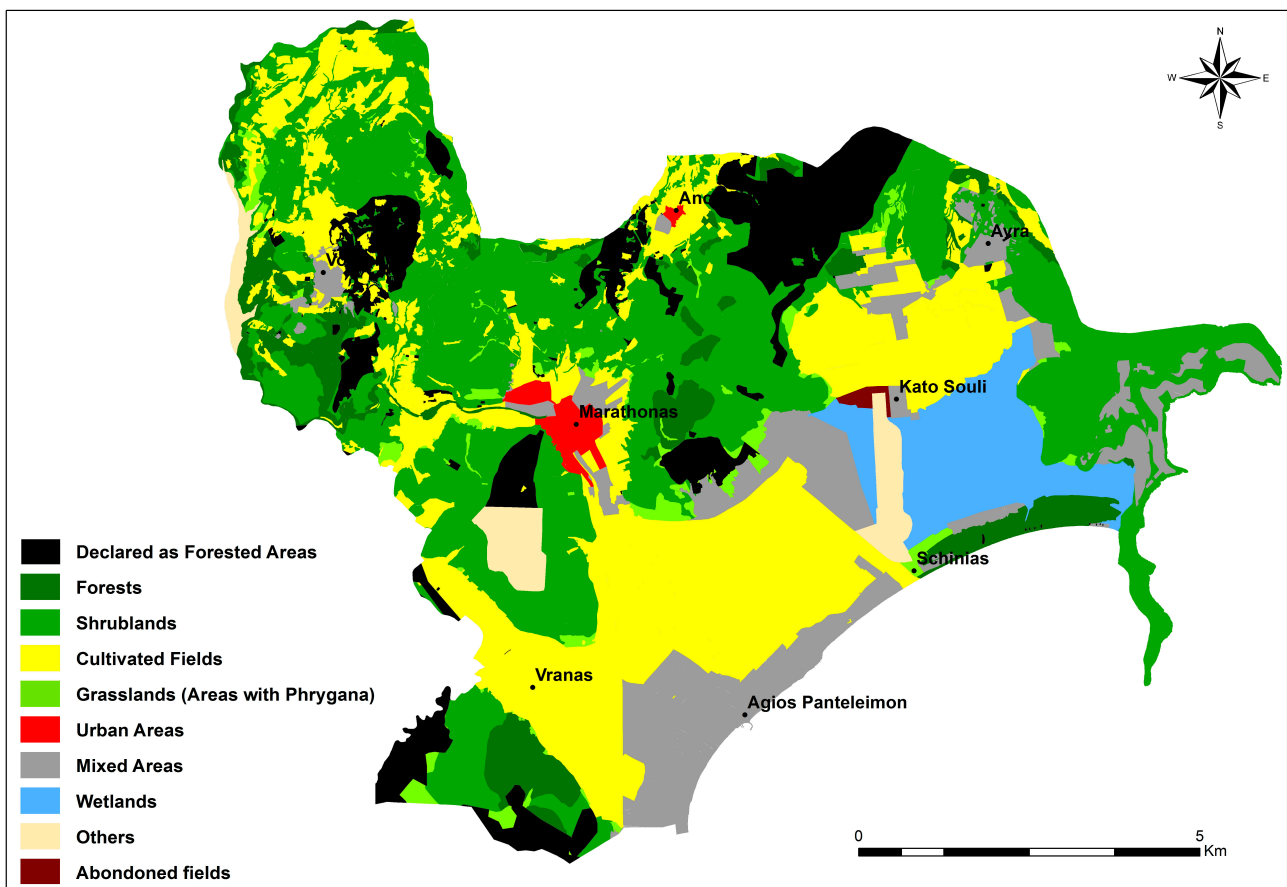 N
W E
S
Ayra
Kato Souli
Marathonas
Schinias
Vranas
Agios Panteleimon
Declared as Forested Areas
Forests
Shrublands
Cultivated Fields
Grasslands (Areas with Phrygana)
Urban Areas
Mixed Areas
Wetlands
Others
Abondoned fields
0 5
Km